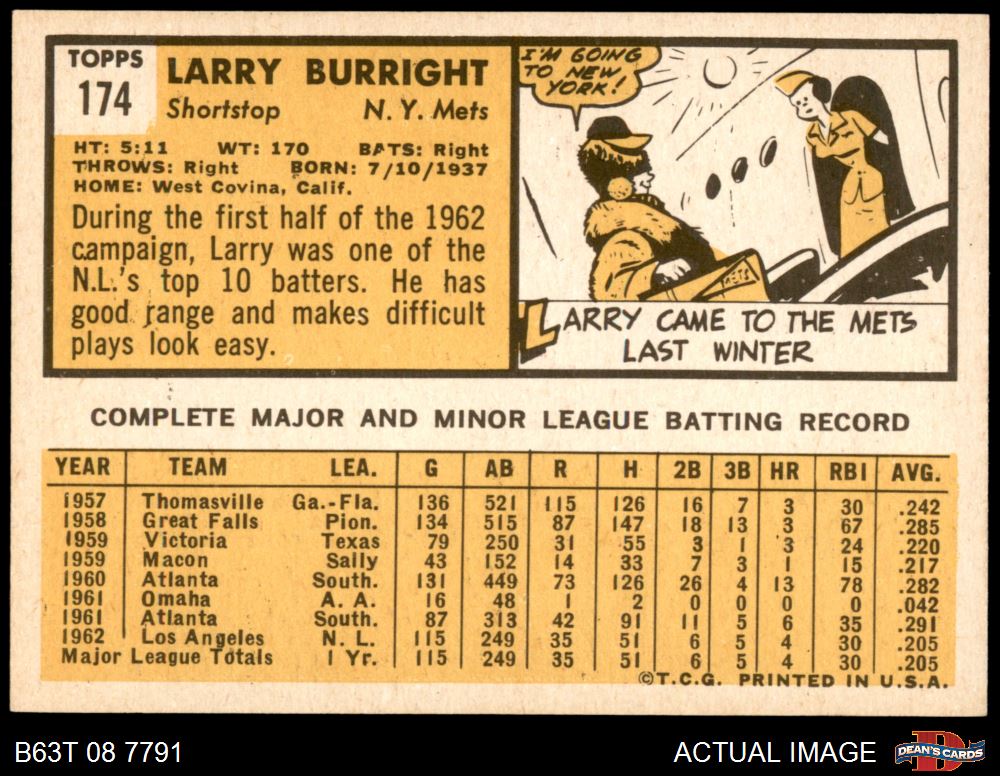 TOPPS
174
LARRY BURRIGHT
Shortstop N. Y. Mets
HT: 5:11 WT: 170 BATS: Right
THROWS: Right BORN: 7/10/1937
HOME: West Covina, Calif.
During the first half of the 1962
campaign, Larry was one of the
N.L.'s top 10 batters. He has
good range and makes difficult
plays look easy.
I'M GOING
TO NEW
YORK!
METS
LARRY CAME TO THE METS
LAST WINTER
COMPLETE MAJOR AND MINOR LEAGUE BATTING RECORD
YEAR TEAM LEA. G AB R H 2B 3B HR RBI AVG.
1957 Thomasville Ga.-Fla. 136 521 115 126 16 7 3 30 .242
1958 Great Falls Pion. 134 515 87 147 18 13 3 67 .285
1959 Victoria Texas 79 250 31 55 3 1 3 24 .220
1959 Macon Sally 43 152 14 33 7 3 1 15 .217
1960 Atlanta South. 131 449 73 126 26 4 13 78 .282
1961 Omaha A. A. 16 48 1 2 0 0 0 0 .042
1961 Atlanta South. 87 313 42 91 11 5 6 35 .291
1962 Los Angeles N. L. 115 249 35 51 6 5 4 30 .205
Major League Totals 1 Yr. 115 249 35 51 6 5 4 30 .205
©T.C.G. PRINTED IN U.S.A.
B63T 08 7791 ACTUAL IMAGE
D
DEAN'S CARDS